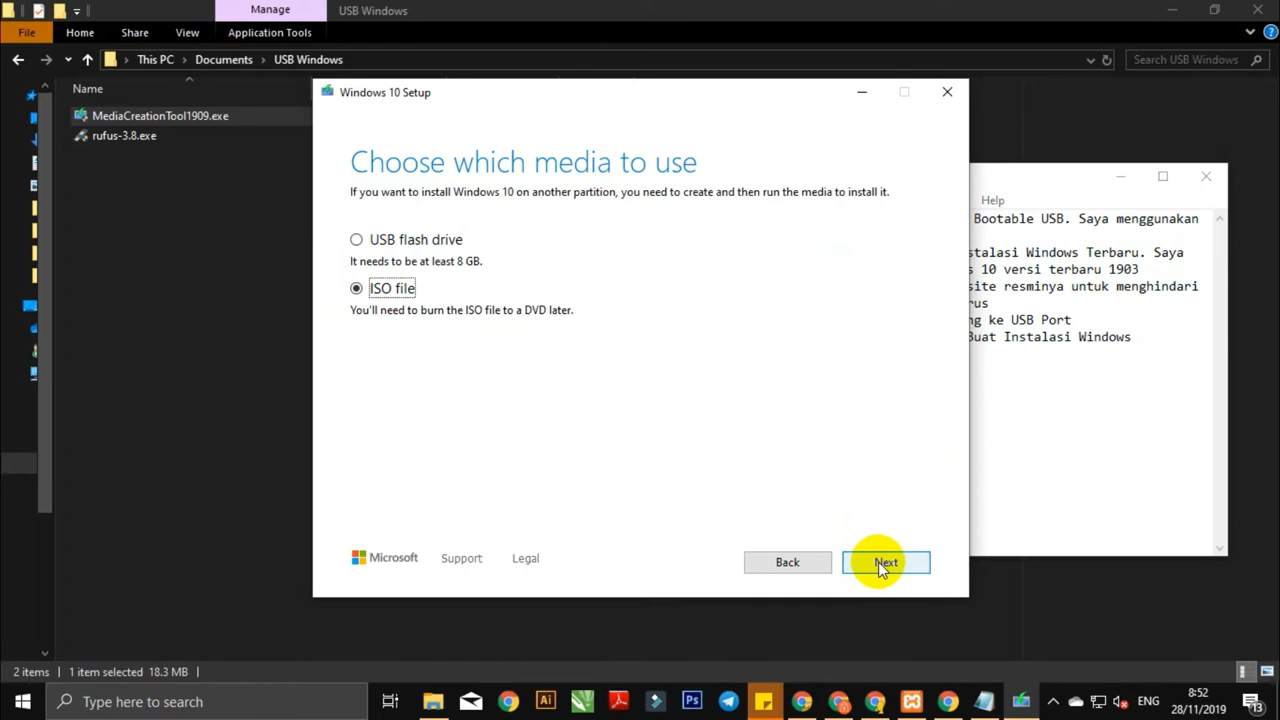 Manage
USB Windows
File
Home
Share
View
Application Tools
This PC
Documents
USB Windows
Search USB Windows
Name
MediaCreationTool1909.exe
rufus-3.8.exe
Windows 10 Setup
Choose which media to use
If you want to install Windows 10 on another partition, you need to create and then run the media to install it.
USB flash drive
It needs to be at least 8 GB.
ISO file
You'll need to burn the ISO file to a DVD later.
Microsoft
Support
Legal
Back
Next
Help
Bootable USB. Saya menggunakan
stalasi Windows Terbaru. Saya
s 10 versi terbaru 1903
site resminya untuk menghindari
rus
ng ke USB Port
Buat Instalasi Windows
2 items
1 item selected 18.3 MB
Type here to search
Ai
Ps
ENG
8:52
28/11/2019
13